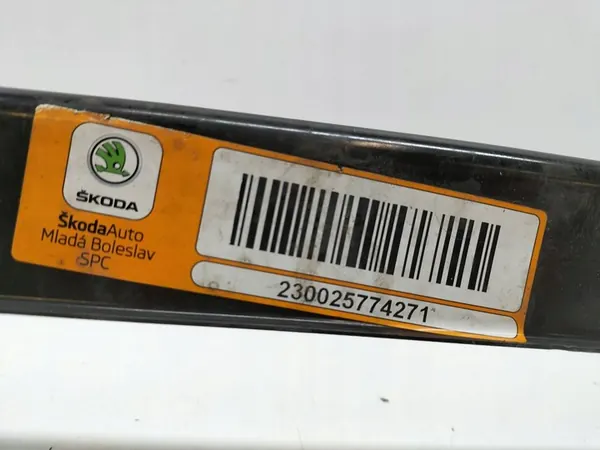 ŠKODA
ŠkodaAuto
Mladá Boleslav
SPC
230025774271